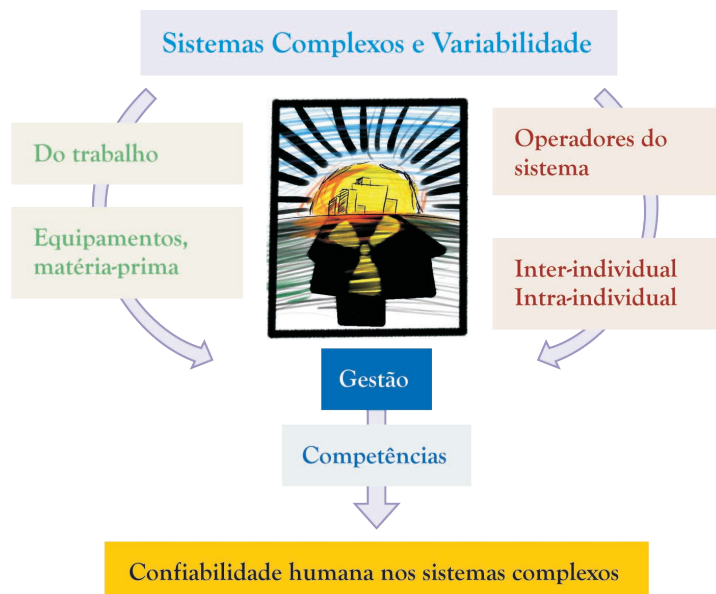 Sistemas Complexos e Variabilidade
Do trabalho
Equipamentos,
matéria-prima
Operadores do
sistema
Inter-individual
Intra-individual
Gestão
Competências
Confiabilidade humana nos sistemas complexos